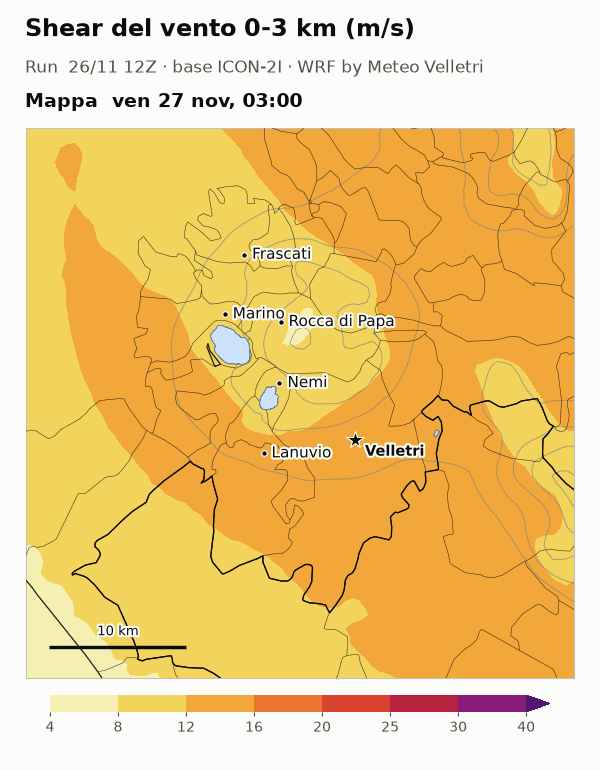 Shear del vento 0-3 km (m/s)
Run  26/11 12Z · base ICON-2I · WRF by Meteo Velletri
Mappa  ven 27 nov, 03:00
Frascati
Marino
Rocca di Papa
Nemi
Velletri
Lanuvio
10 km
4 8 12 16 20 25 30 40